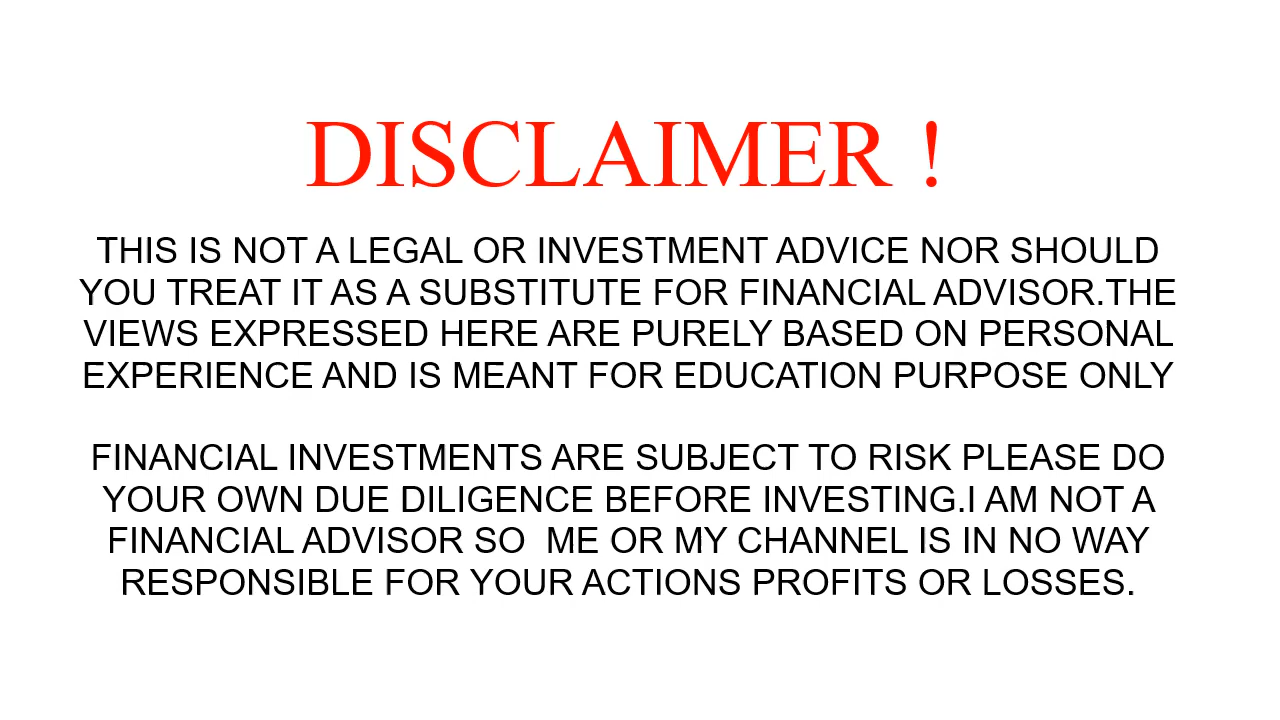 DISCLAIMER !
THIS IS NOT A LEGAL OR INVESTMENT ADVICE NOR SHOULD
YOU TREAT IT AS A SUBSTITUTE FOR FINANCIAL ADVISOR.THE
VIEWS EXPRESSED HERE ARE PURELY BASED ON PERSONAL
EXPERIENCE AND IS MEANT FOR EDUCATION PURPOSE ONLY
FINANCIAL INVESTMENTS ARE SUBJECT TO RISK PLEASE DO
YOUR OWN DUE DILIGENCE BEFORE INVESTING.I AM NOT A
FINANCIAL ADVISOR SO  ME OR MY CHANNEL IS IN NO WAY
RESPONSIBLE FOR YOUR ACTIONS PROFITS OR LOSSES.